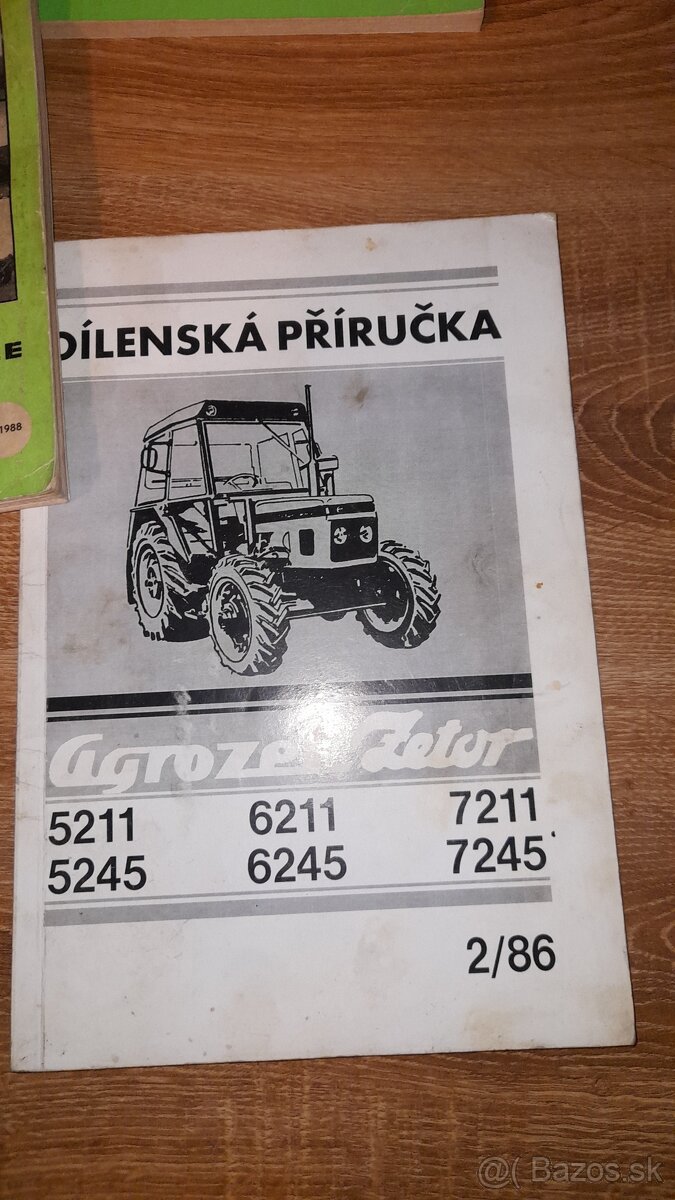 E
1988
DÍLENSKÁ PŘÍRUČKA
Agrozet Zetor
5211 6211 7211
5245 6245 7245
2/86
@( Bazos.sk